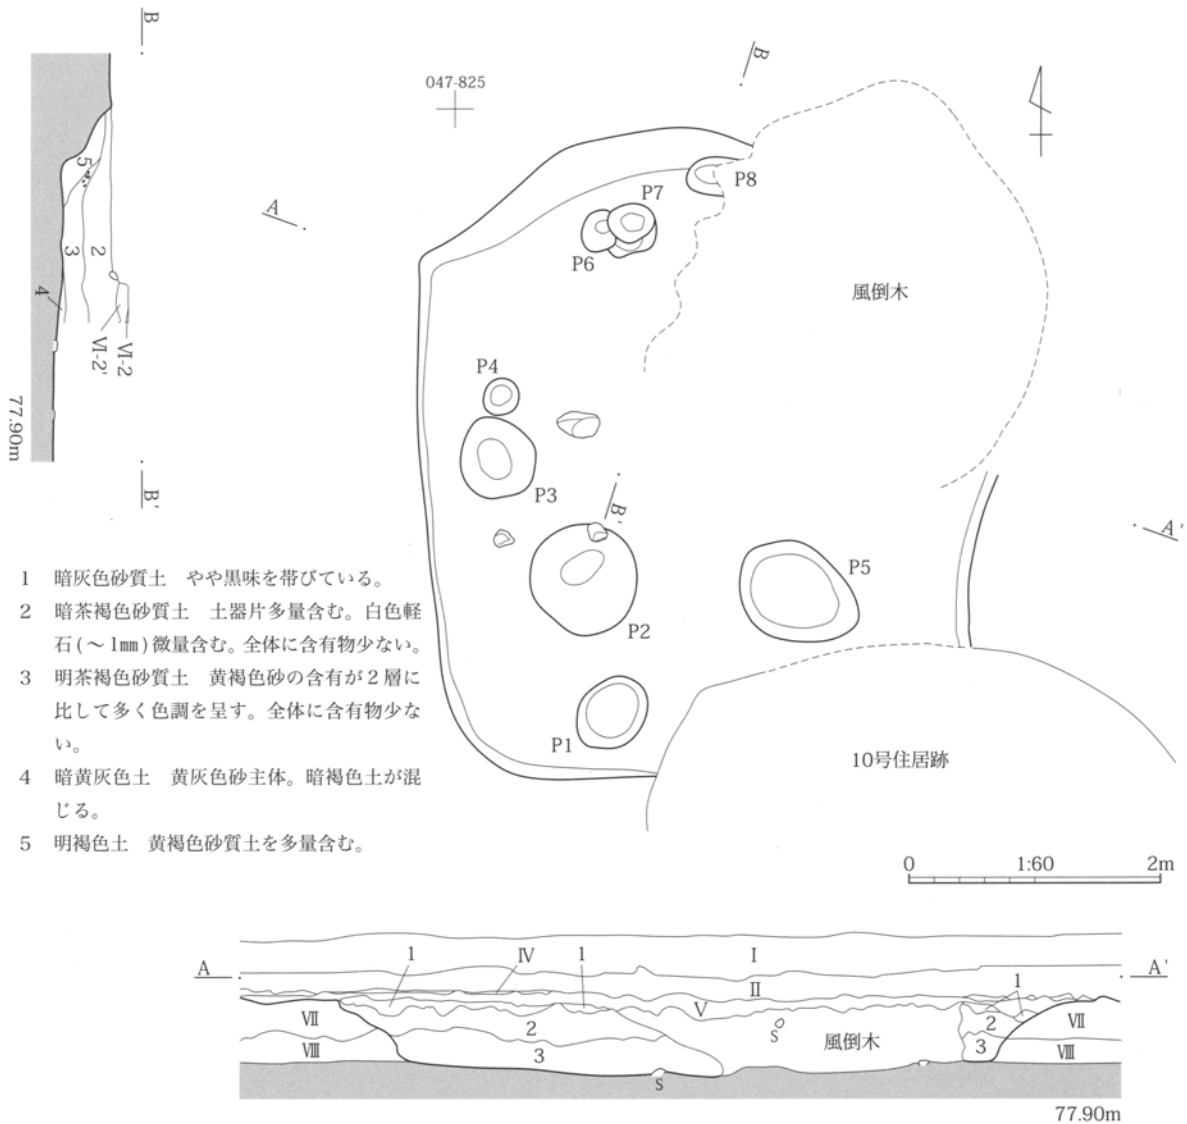 B
B
047-825
A
P8
P7
P6
風倒木
5
3
2
4
Ⅵ-2'
Ⅵ-2
77.90m
B'
P4
P3
B'
P2
P5
A'
P1
10号住居跡
1 暗灰色砂質土 やや黒味を帯びている。
2 暗茶褐色砂質土 土器片多量含む。白色軽
石(～1㎜)微量含む。全体に含有物少ない。
3 明茶褐色砂質土 黄褐色砂の含有が2層に
比して多く色調を呈す。全体に含有物少な
い。
4 暗黄灰色土 黄灰色砂主体。暗褐色土が混
じる。
5 明褐色土 黄褐色砂質土を多量含む。
0 1:60 2m
A
1
Ⅳ
1
Ⅰ
A'
Ⅱ
1
Ⅴ
Ⅶ
2
S
風倒木
2
Ⅶ
Ⅷ
3
3
Ⅷ
S
77.90m